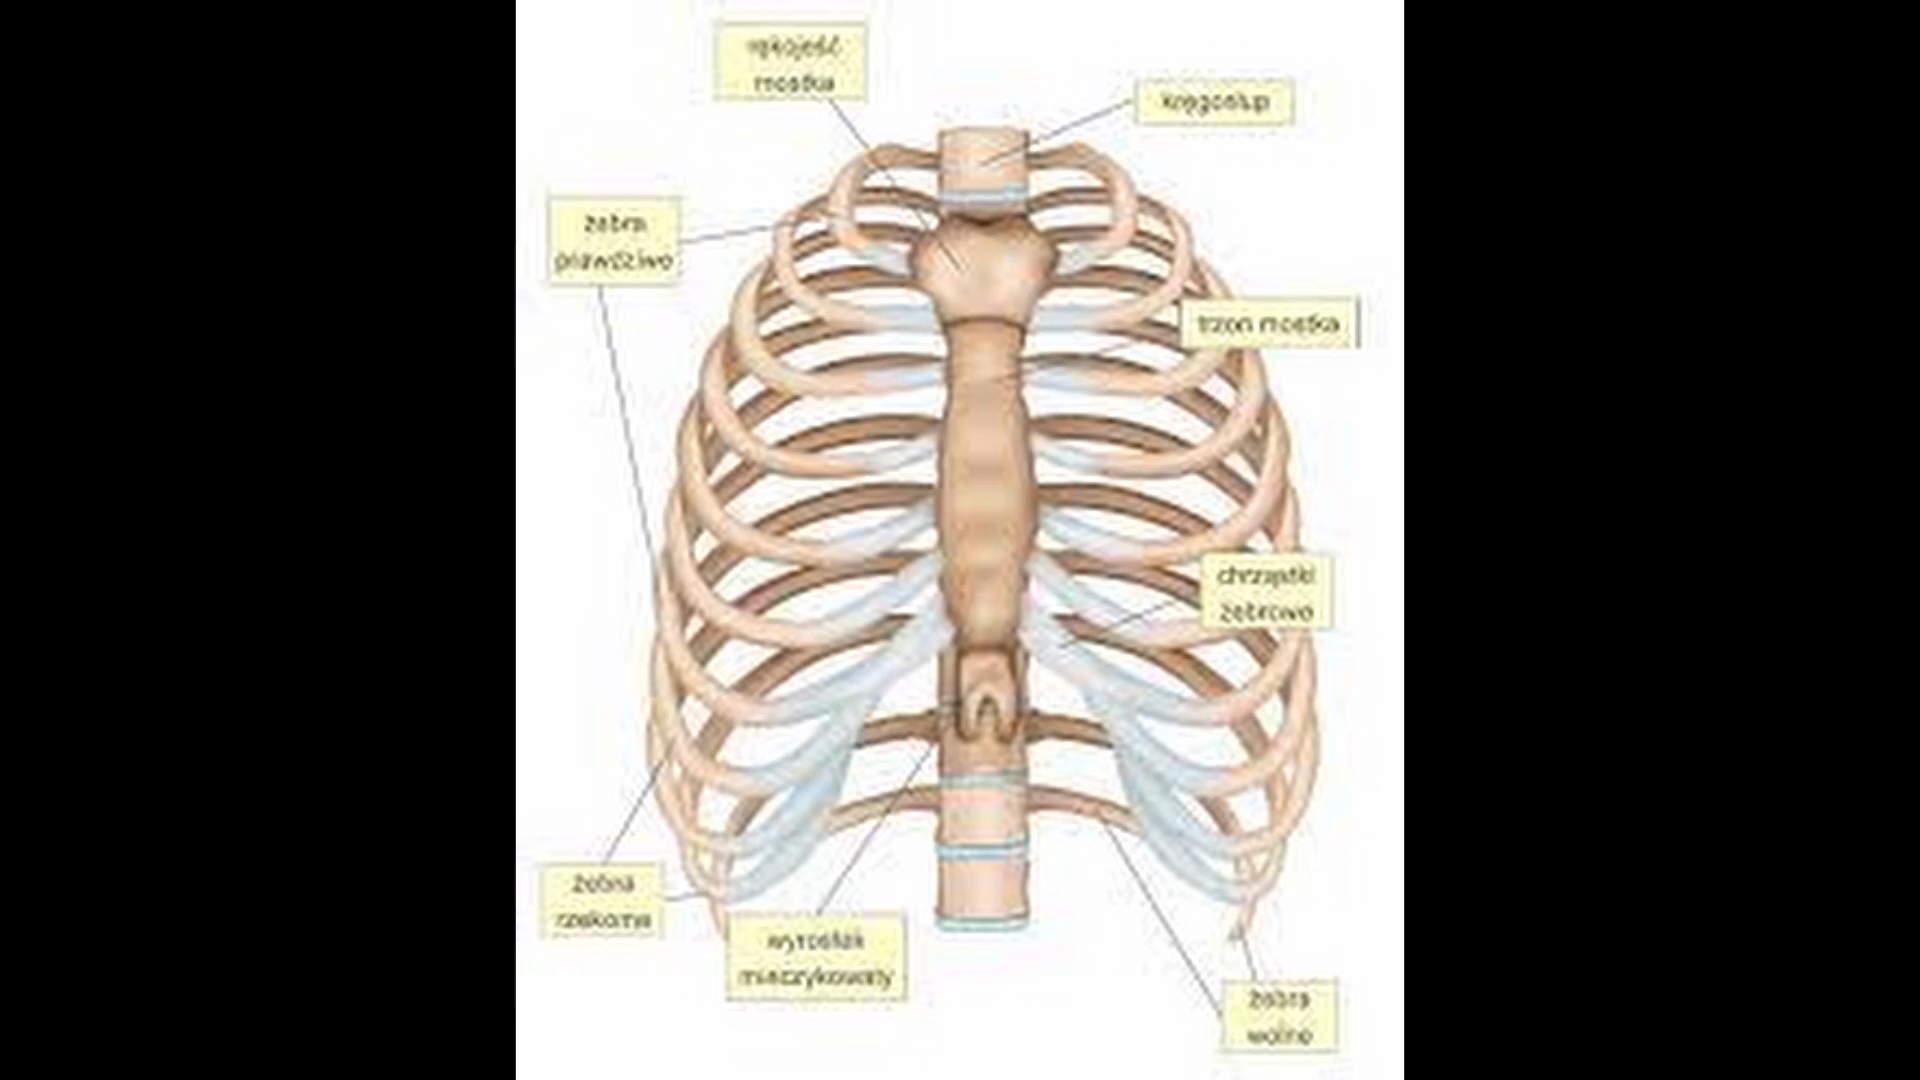 rękojeść
mostka
kręgosłup
żebra
prawdziwe
trzon mostka
chrząstki
żebrowe
żebra
rzekome
wyrostek
mieczykowaty
żebra
wolne